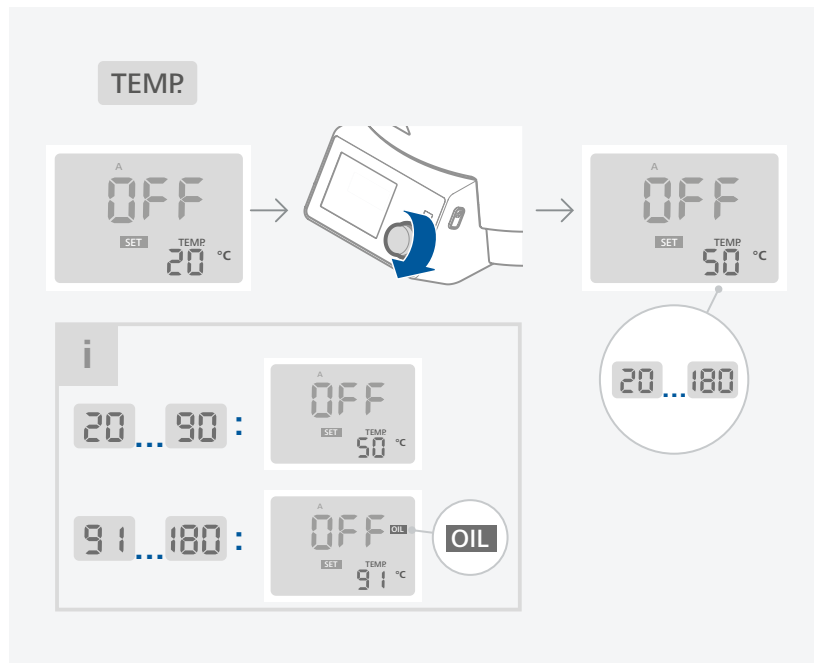 TEMP.
A
OFF
SET TEMP.
20 °C
A
OFF
SET TEMP.
50 °C
20 ... 180
i
20 ... 90 :
A
OFF
SET TEMP.
50 °C
91 ... 180 :
A
OFF OIL
SET TEMP.
91 °C
OIL